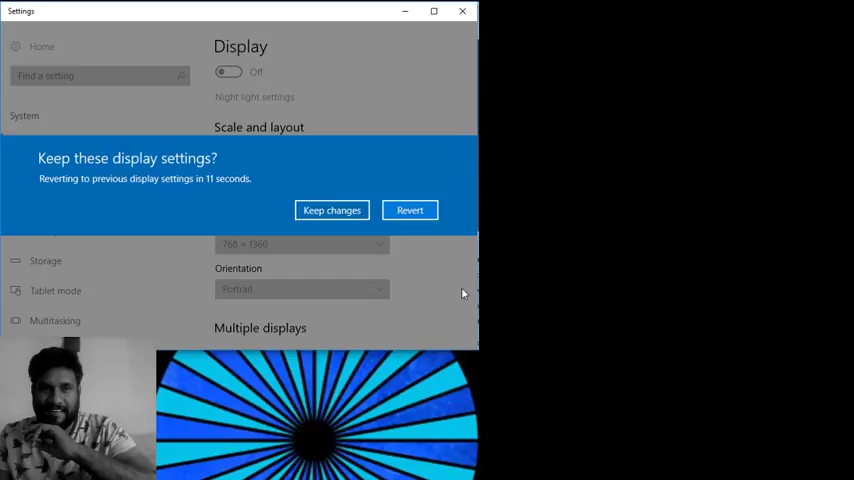 Settings
Home
Display
Find a setting
Off
Night light settings
System
Scale and layout
Keep these display settings?
Reverting to previous display settings in 11 seconds.
Keep changes
Revert
768 × 1360
Storage
Orientation
Tablet mode
Portrait
Multitasking
Multiple displays